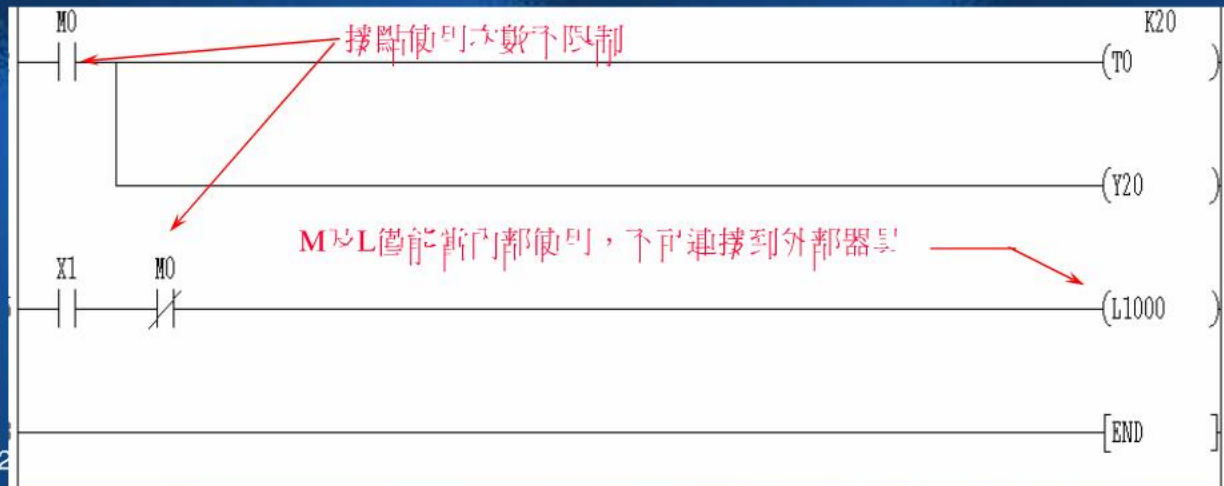 M0
K20
接點使用次數不限制
(T0 )
(Y20 )
M及L僅能當內部使用,不可連接到外部器具
X1 M0
(L1000 )
[END ]
2